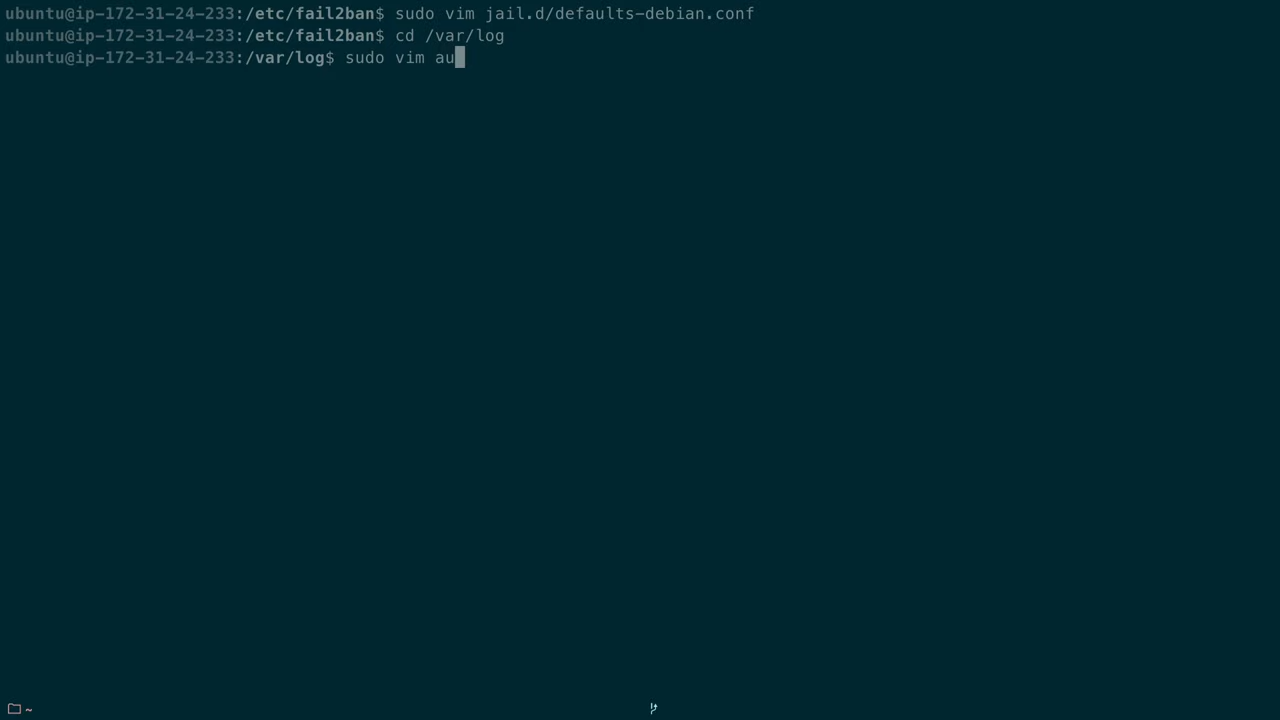 ubuntu@ip-172-31-24-233:/etc/fail2ban$ sudo vim jail.d/defaults-debian.conf
ubuntu@ip-172-31-24-233:/etc/fail2ban$ cd /var/log
ubuntu@ip-172-31-24-233:/var/log$ sudo vim au
~